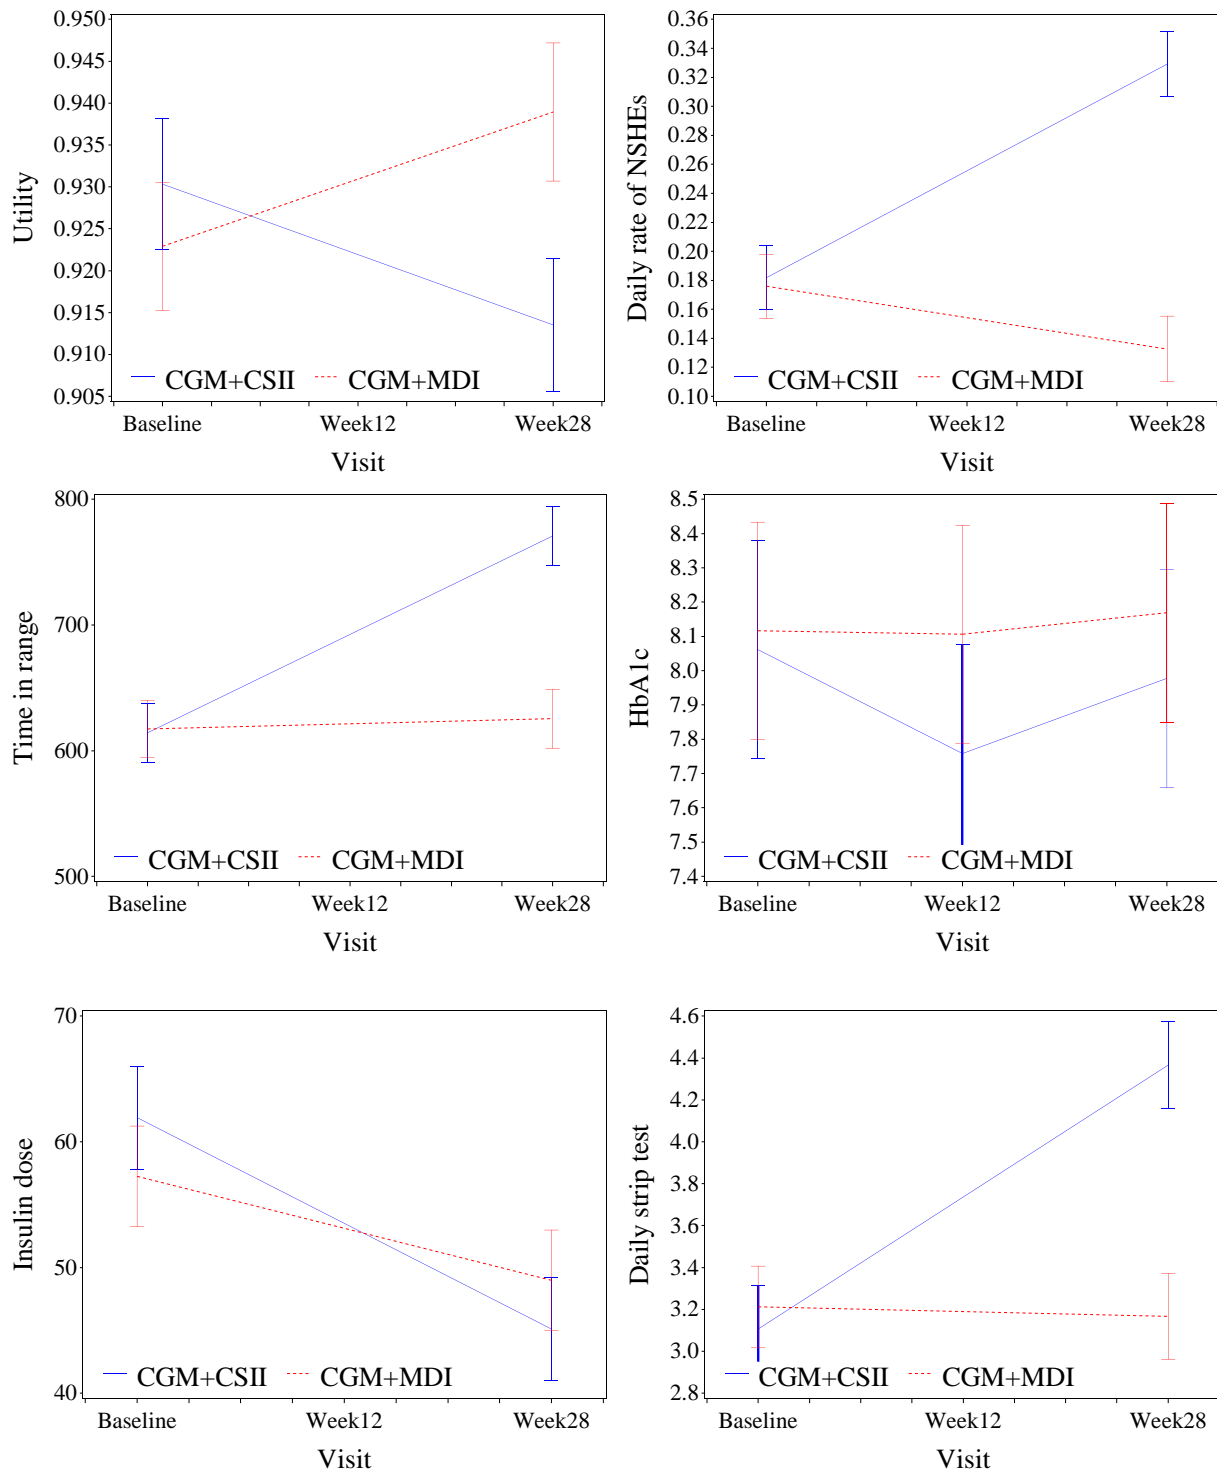 Utility
0.950
0.945
0.940
0.935
0.930
0.925
0.920
0.915
0.910
0.905
CGM+CSII CGM+MDI
Baseline Week12 Week28
Visit
Daily rate of NSHEs
0.36
0.34
0.32
0.30
0.28
0.26
0.24
0.22
0.20
0.18
0.16
0.14
0.12
0.10
CGM+CSII CGM+MDI
Baseline Week12 Week28
Visit
Time in range
800
700
600
500
CGM+CSII CGM+MDI
Baseline Week12 Week28
Visit
HbA1c
8.5
8.4
8.3
8.2
8.1
8.0
7.9
7.8
7.7
7.6
7.5
7.4
CGM+CSII CGM+MDI
Baseline Week12 Week28
Visit
Insulin dose
70
60
50
40
CGM+CSII CGM+MDI
Baseline Week12 Week28
Visit
Daily strip test
4.6
4.4
4.2
4.0
3.8
3.6
3.4
3.2
3.0
2.8
CGM+CSII CGM+MDI
Baseline Week12 Week28
Visit